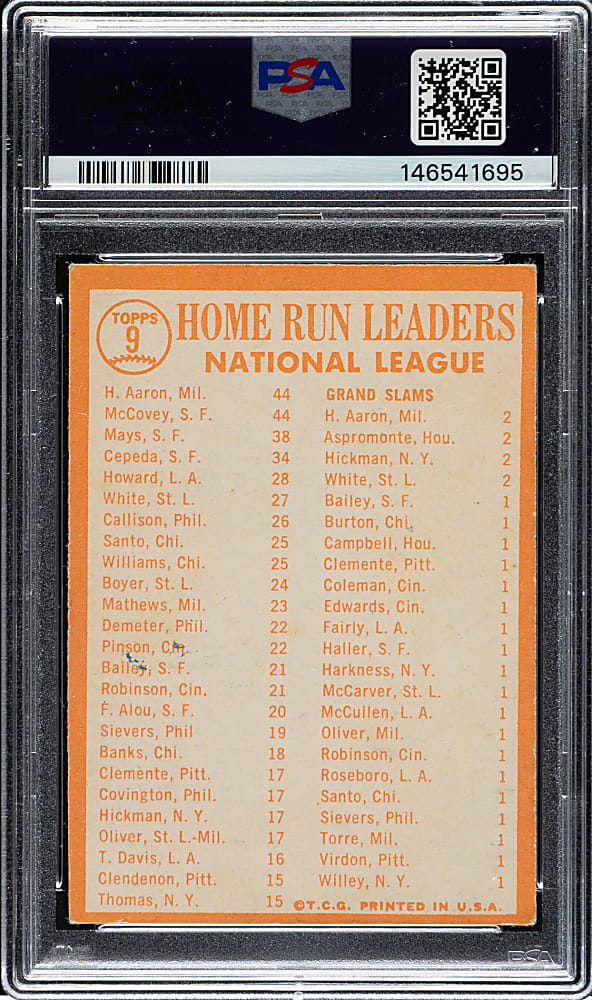 PSA
PSA
146541695
TOPPS
9
HOME RUN LEADERS
NATIONAL LEAGUE
H. Aaron, Mil. 44
McCovey, S. F. 44
Mays, S. F. 38
Cepeda, S. F. 34
Howard, L. A. 28
White, St. L. 27
Callison, Phil. 26
Santo, Chi. 25
Williams, Chi. 25
Boyer, St. L. 24
Mathews, Mil. 23
Demeter, Phil. 22
Pinson, Cin. 22
Bailey, S. F. 21
Robinson, Cin. 21
F. Alou, S. F. 20
Sievers, Phil 19
Banks, Chi. 18
Clemente, Pitt. 17
Covington, Phil. 17
Hickman, N. Y. 17
Oliver, St. L.-Mil. 17
T. Davis, L. A. 16
Clendenon, Pitt. 15
Thomas, N. Y. 15
GRAND SLAMS
H. Aaron, Mil. 2
Aspromonte, Hou. 2
Hickman, N. Y. 2
White, St. L. 2
Bailey, S. F. 1
Burton, Chi. 1
Campbell, Hou. 1
Clemente, Pitt. 1
Coleman, Cin. 1
Edwards, Cin. 1
Fairly, L. A. 1
Haller, S. F. 1
Harkness, N. Y. 1
McCarver, St. L. 1
McCullen, L. A. 1
Oliver, Mil. 1
Robinson, Cin. 1
Roseboro, L. A. 1
Santo, Chi. 1
Sievers, Phil. 1
Torre, Mil. 1
Virdon, Pitt. 1
Willey, N. Y. 1
©T.C.G. PRINTED IN U.S.A.
PSA